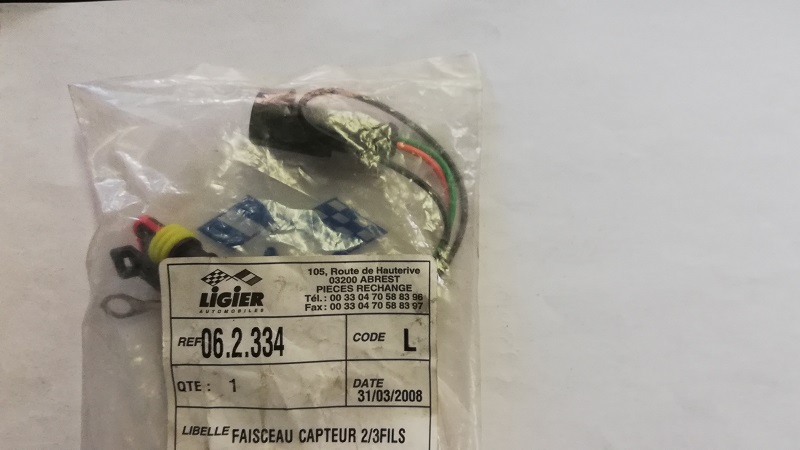 LIGIER
AUTOMOBILES
105, Route de Hauterive
03200 ABREST
PIECES RECHANGE
Tél.: 00 33 04 70 58 83 96
Fax: 00 33 04 70 58 83 97
REF 06.2.334
CODE L
QTE : 1
DATE
31/03/2008
LIBELLE FAISCEAU CAPTEUR 2/3FILS